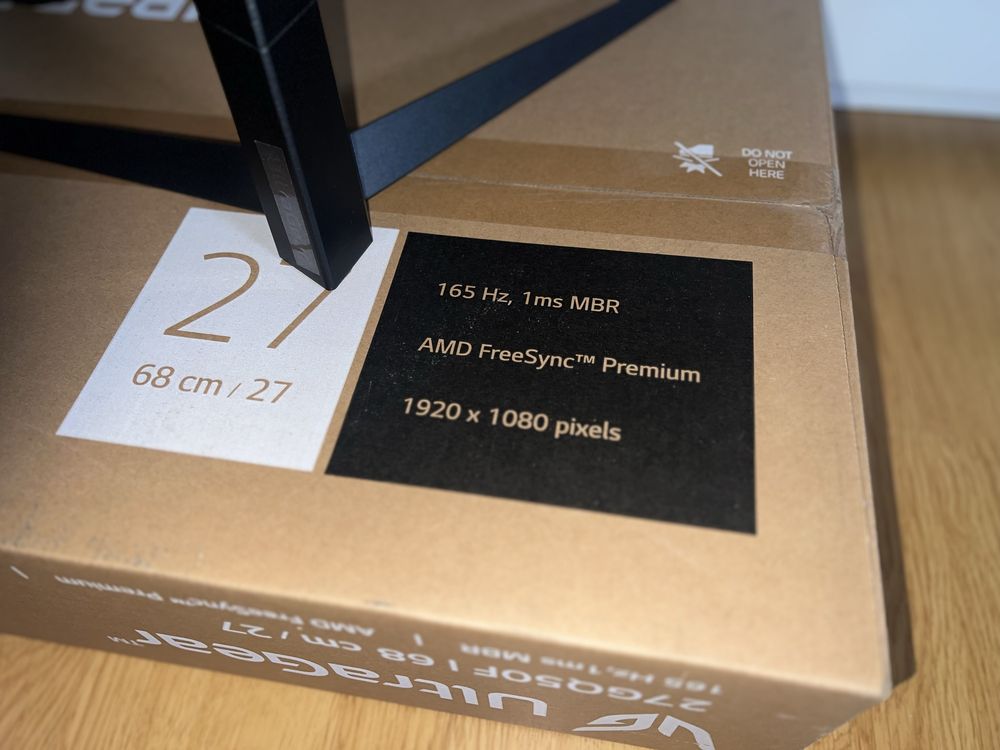 DO NOT
OPEN
HERE
27
68 cm / 27
165 Hz, 1ms MBR
AMD FreeSync™ Premium
1920 x 1080 pixels
UltraGear™
27GQ50F | 68 cm / 27
165 Hz, 1ms MBR | AMD FreeSync™ Premium |